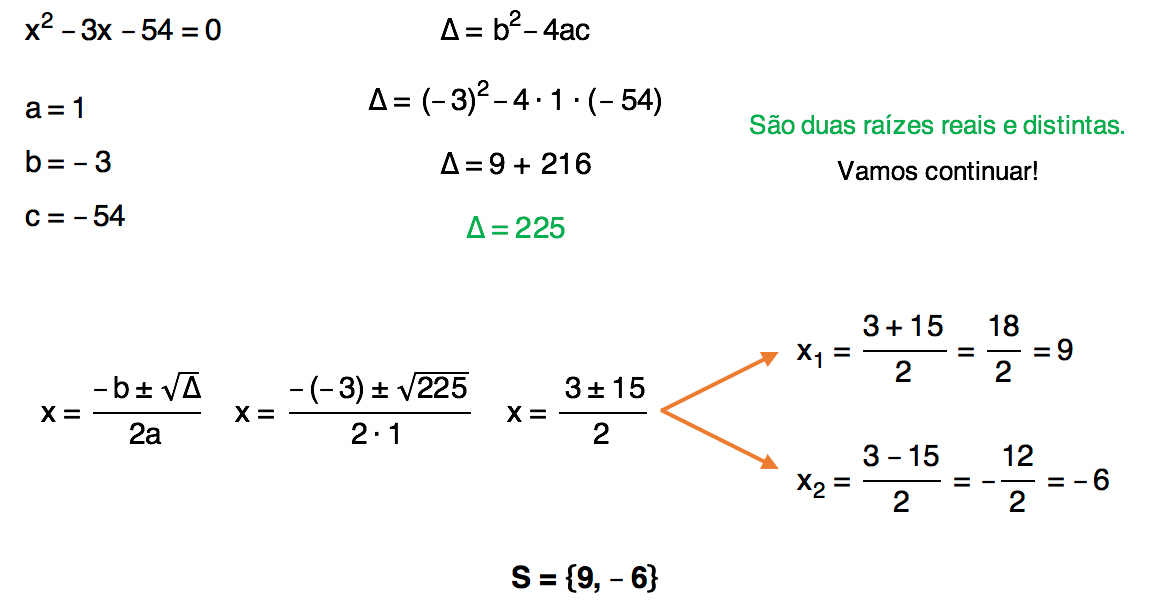 x² – 3x – 54 = 0
a = 1
b = – 3
c = – 54
Δ = b² – 4ac
Δ = (– 3)² – 4 · 1 · (– 54)
Δ = 9 + 216
Δ = 225
São duas raízes reais e distintas.
Vamos continuar!
x = (– b ± √Δ)/2a
x = (– (– 3) ± √225)/(2 · 1)
x = (3 ± 15)/2
x₁ = (3 + 15)/2 = 18/2 = 9
x₂ = (3 – 15)/2 = – 12/2 = – 6
S = {9, – 6}